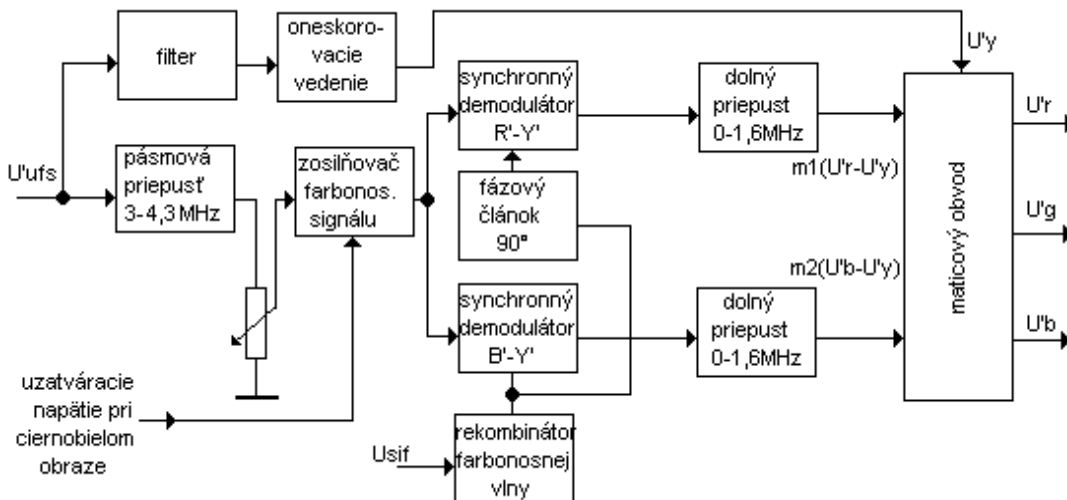 filter
oneskoro-
vacie
vedenie
U'y
synchronný
demodulátor
R'-Y'
dolný
priepust
0-1,6MHz
U'r
U'ufs
pásmová
priepusť
3-4,3 MHz
zosilňovač
farbonos.
signálu
m1(U'r-U'y)
fázový
článok
90°
maticový obvod
U'g
m2(U'b-U'y)
synchronný
demodulátor
B'-Y'
dolný
priepust
0-1,6MHz
U'b
uzatváracie
napätie pri
ciernobielom
obraze
Usif
rekombinátor
farbonosnej
vlny